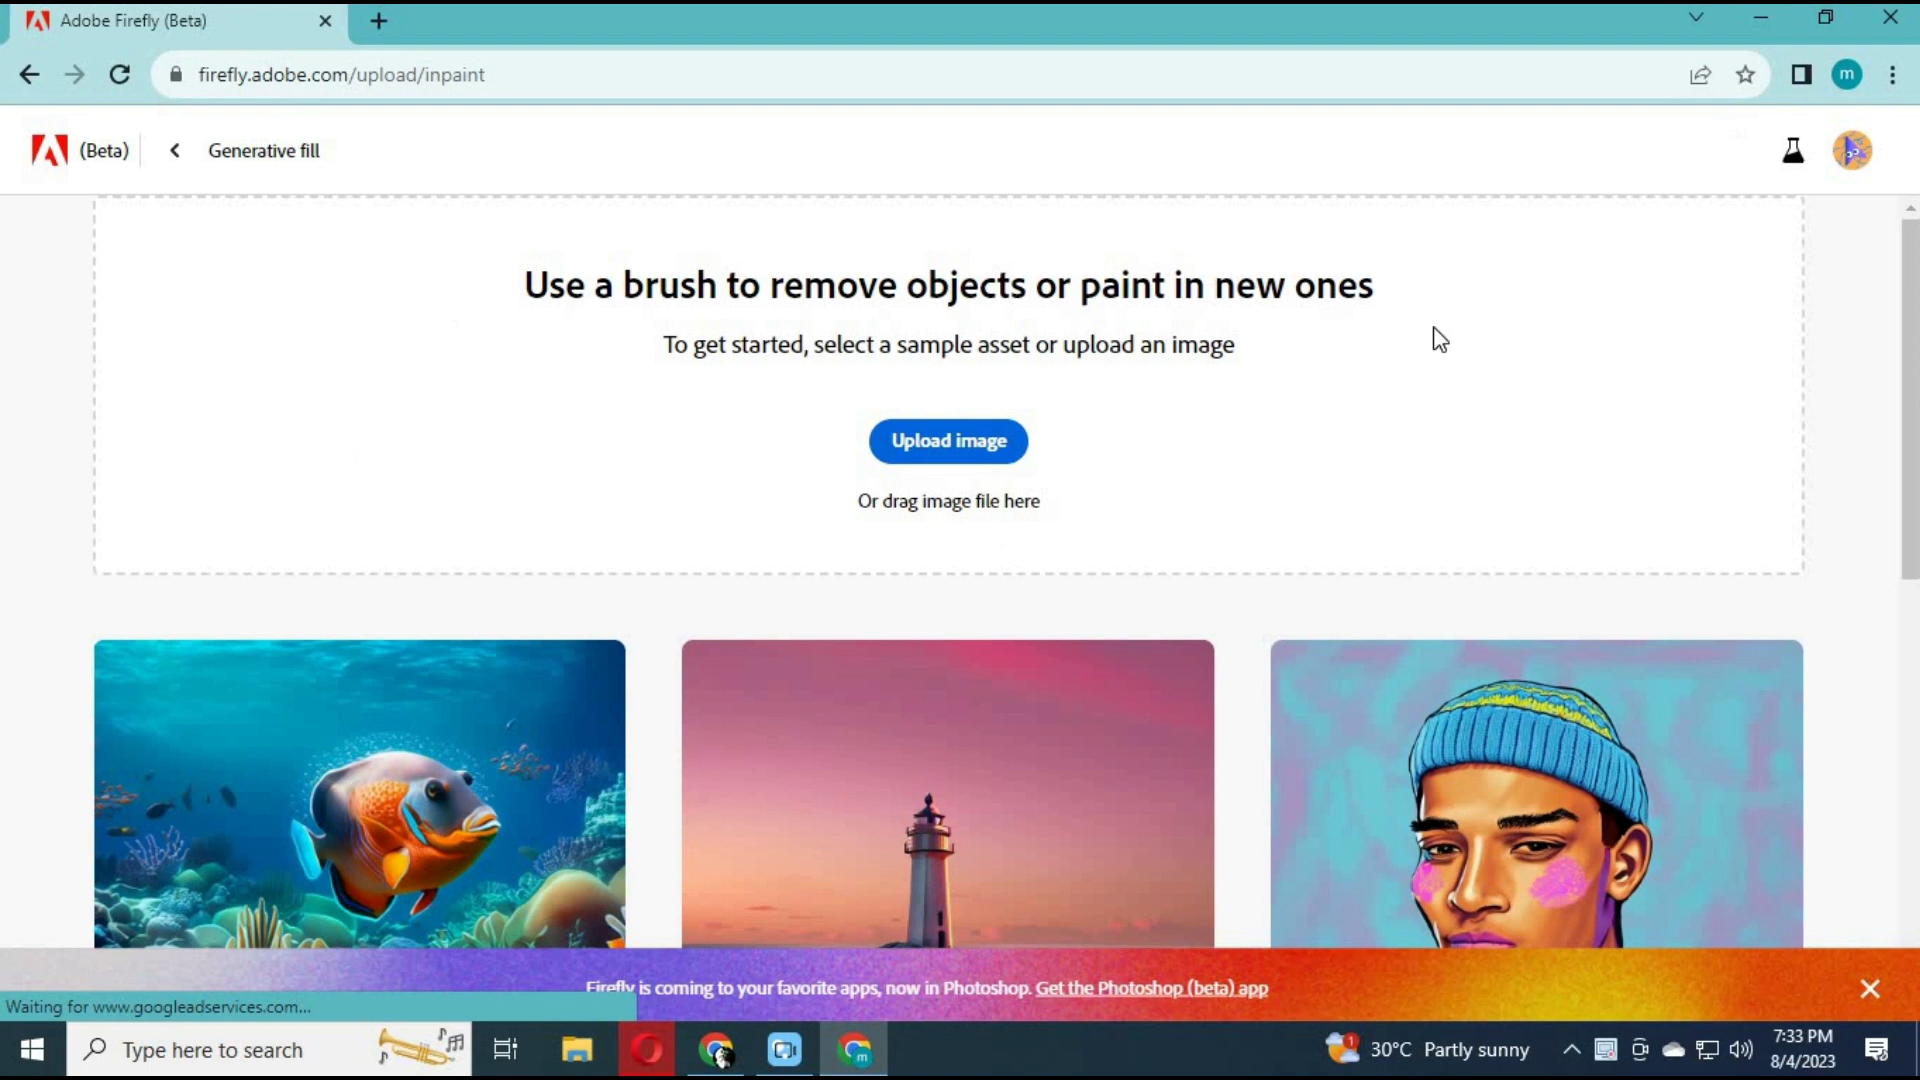 Adobe Firefly (Beta)
firefly.adobe.com/upload/inpaint
m
(Beta)
Generative fill
Use a brush to remove objects or paint in new ones
To get started, select a sample asset or upload an image
Upload image
Or drag image file here
Firefly is coming to your favorite apps, now in Photoshop. Get the Photoshop (beta) app
Waiting for www.googleadservices.com...
Type here to search
m
1
30°C Partly sunny
7:33 PM
8/4/2023